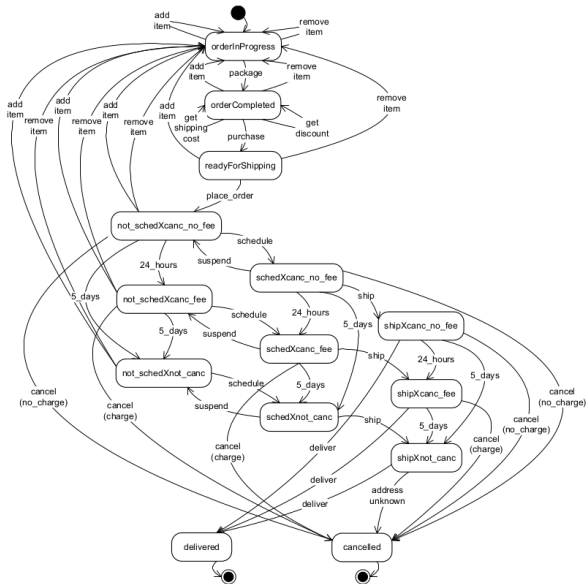 add
item
remove
item
orderInProgress
add
item
package
remove
item
orderCompleted
get
shipping
cost
get
discount
purchase
readyForShipping
add
item
remove
item
add
item
remove
item
add
item
remove
item
add
item
remove
item
place_order
not_schedXcanc_no_fee
schedule
suspend
24_hours
schedXcanc_no_fee
5_days
not_schedXcanc_fee
schedule
24_hours
ship
5_days
suspend
5_days
shipXcanc_no_fee
schedXcanc_fee
ship
24_hours
5_days
not_schedXnot_canc
schedule
5_days
shipXcanc_fee
suspend
schedXnot_canc
ship
5_days
cancel
(no_charge)
cancel
(charge)
cancel
(charge)
deliver
shipXnot_canc
cancel
(charge)
cancel
(no_charge)
cancel
(no_charge)
deliver
deliver
address
unknown
delivered
cancelled